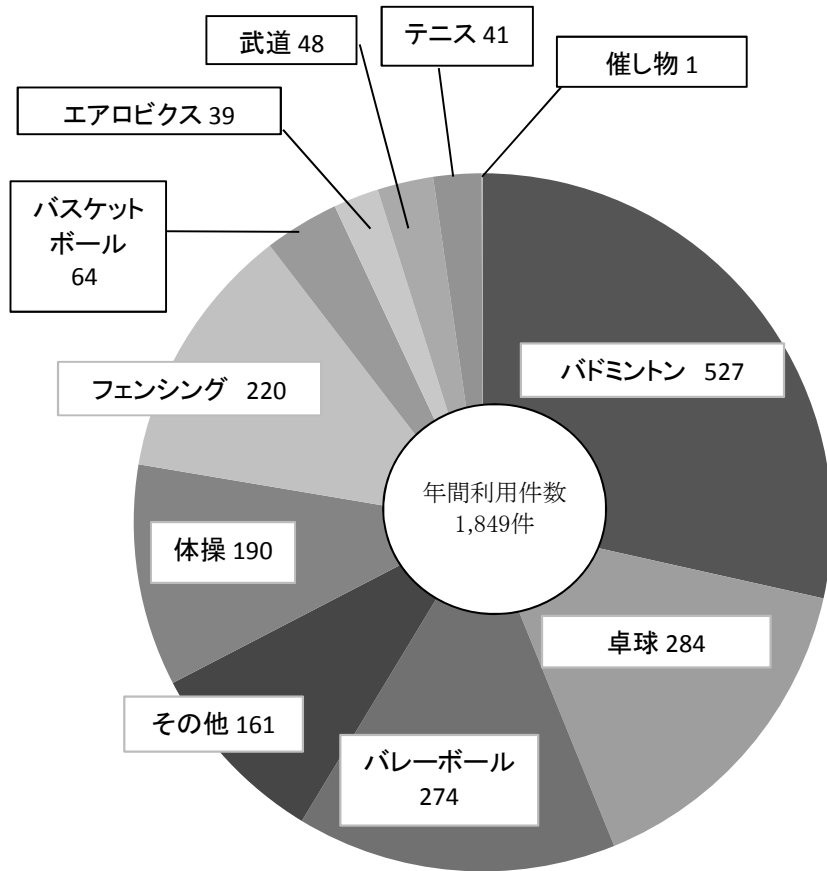 武道 48
テニス 41
催し物 1
エアロビクス 39
バスケット
ボール
64
バドミントン 527
フェンシング 220
年間利用件数
1,849件
体操 190
卓球 284
その他 161
バレーボール
274